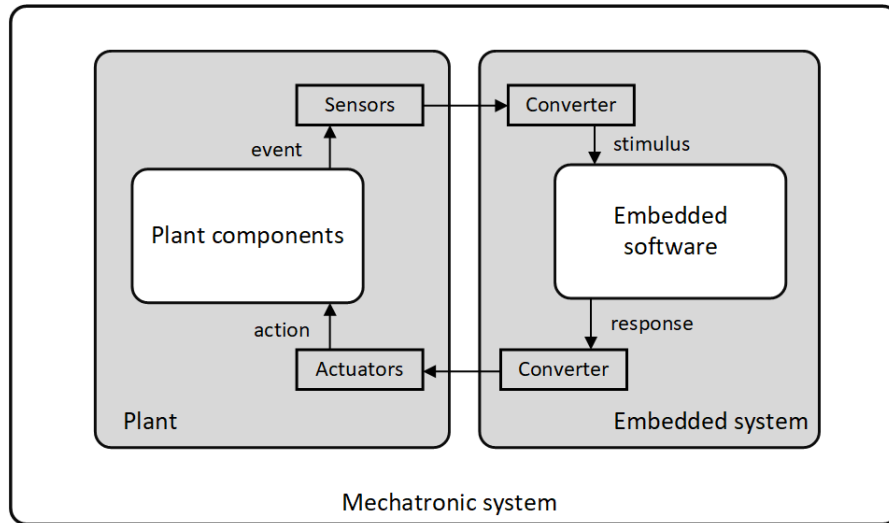 Sensors
Converter
event
stimulus
Plant components
Embedded
software
action
response
Actuators
Converter
Plant
Embedded system
Mechatronic system